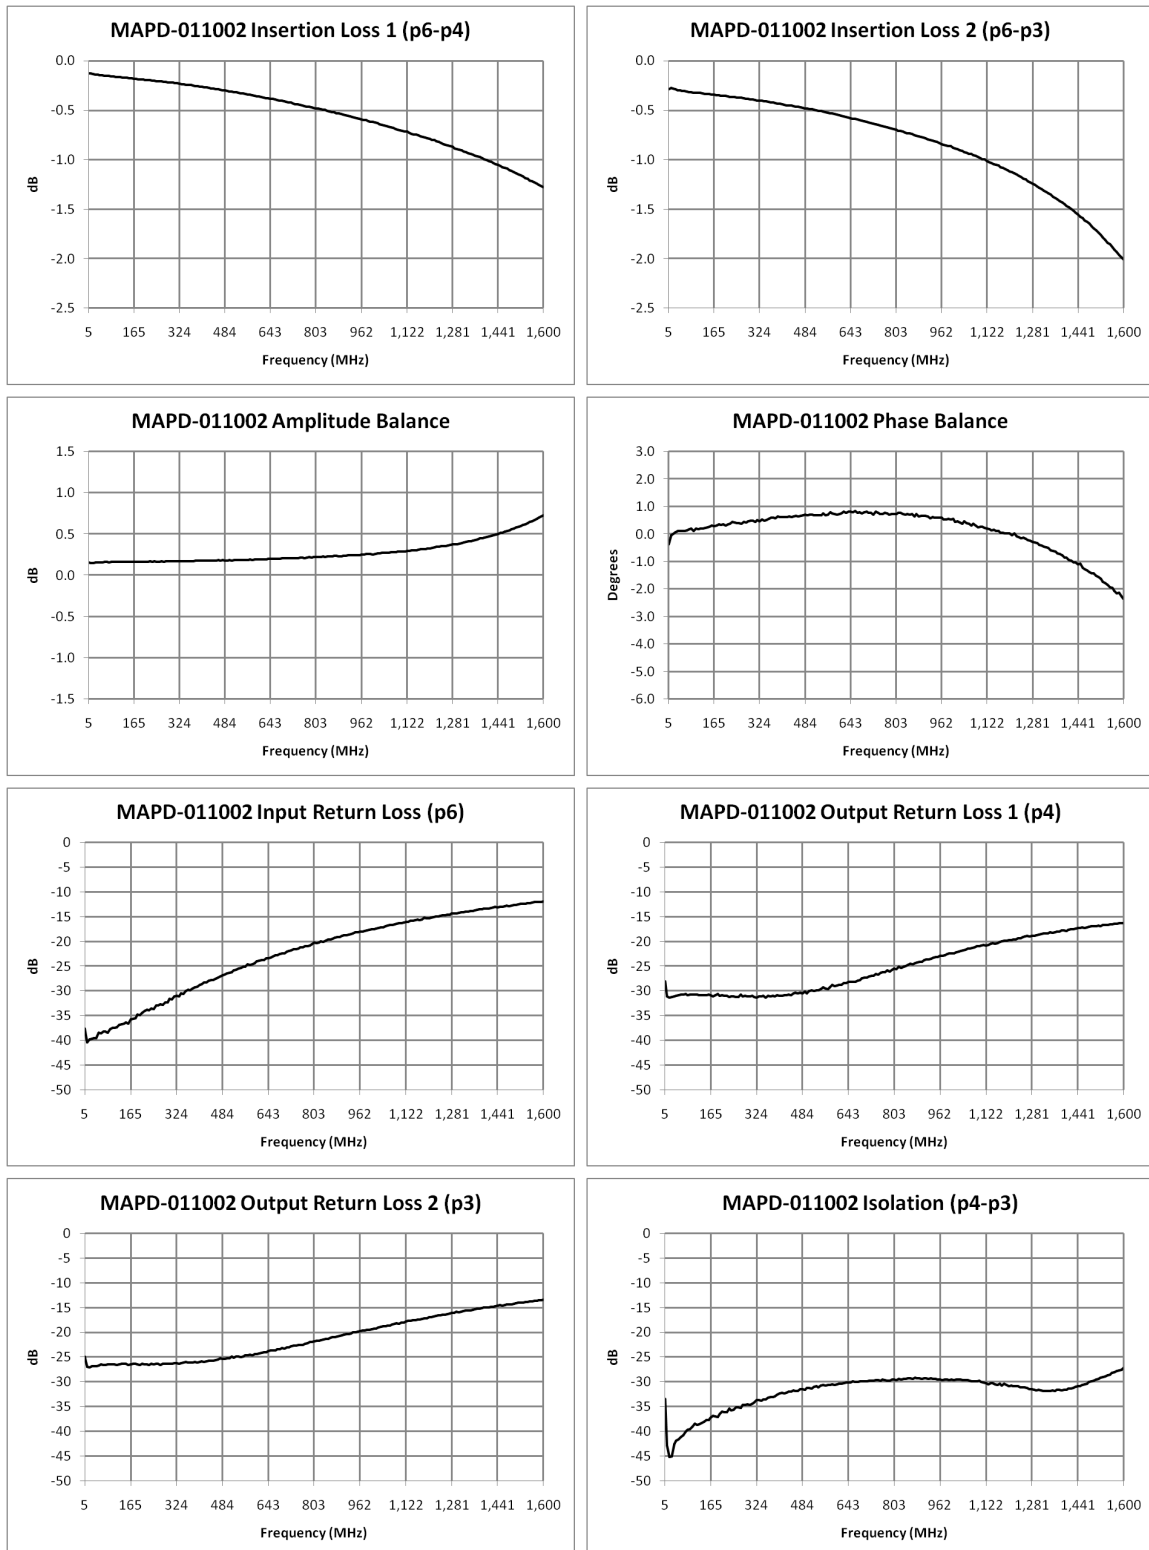 MAPD-011002 Insertion Loss 1 (p6-p4)
0.0
-0.5
-1.0
-1.5
-2.0
-2.5
dB
5 165 324 484 643 803 962 1,122 1,281 1,441 1,600
Frequency (MHz)
MAPD-011002 Insertion Loss 2 (p6-p3)
0.0
-0.5
-1.0
-1.5
-2.0
-2.5
dB
5 165 324 484 643 803 962 1,122 1,281 1,441 1,600
Frequency (MHz)
MAPD-011002 Amplitude Balance
1.5
1.0
0.5
0.0
-0.5
-1.0
-1.5
dB
5 165 324 484 643 803 962 1,122 1,281 1,441 1,600
Frequency (MHz)
MAPD-011002 Phase Balance
3.0
2.0
1.0
0.0
-1.0
-2.0
-3.0
-4.0
-5.0
-6.0
Degrees
5 165 324 484 643 803 962 1,122 1,281 1,441 1,600
Frequency (MHz)
MAPD-011002 Input Return Loss (p6)
0
-5
-10
-15
-20
-25
-30
-35
-40
-45
-50
dB
5 165 324 484 643 803 962 1,122 1,281 1,441 1,600
Frequency (MHz)
MAPD-011002 Output Return Loss 1 (p4)
0
-5
-10
-15
-20
-25
-30
-35
-40
-45
-50
dB
5 165 324 484 643 803 962 1,122 1,281 1,441 1,600
Frequency (MHz)
MAPD-011002 Output Return Loss 2 (p3)
0
-5
-10
-15
-20
-25
-30
-35
-40
-45
-50
dB
5 165 324 484 643 803 962 1,122 1,281 1,441 1,600
Frequency (MHz)
MAPD-011002 Isolation (p4-p3)
0
-5
-10
-15
-20
-25
-30
-35
-40
-45
-50
dB
5 165 324 484 643 803 962 1,122 1,281 1,441 1,600
Frequency (MHz)